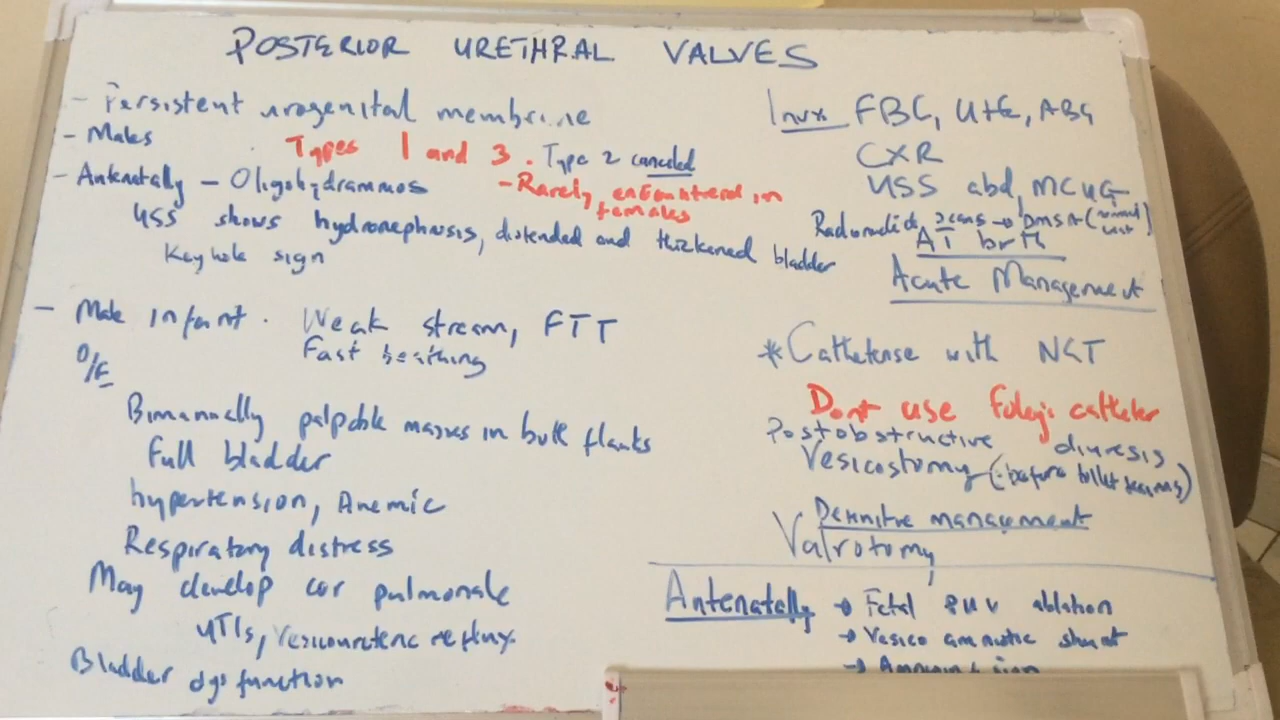 POSTERIOR URETHRAL VALVES
- Persistent urogenital membrane
- Males
Types 1 and 3. Type 2 canceled
- Rarely encountered in females
- Antenatally - Oligohydramnos
USS shows hydronephrosis, distended and thickened bladder
Keyhole sign
- Male infant. Weak stream, FTT
Fast breathing
O/E
Bimanually palpable masses in both flanks
Full bladder
hypertension, Anemic
Respiratory distress
May develop cor pulmonale
UTIs, Vesicoureteric reflux.
Bladder dysfunction
Invx FBC, U+E, ABG
CXR
USS abd, MCUG
Radionuclide scans → DMSA
AT birth
Acute Management
*Catheterise with NGT
Dont use Foley's catheter
Postobstructive diuresis
Vesicostomy (before
Definitive management
Valvotomy
Antenatally → Fetal PUV ablation
→ Vesico amniotic shunt
→